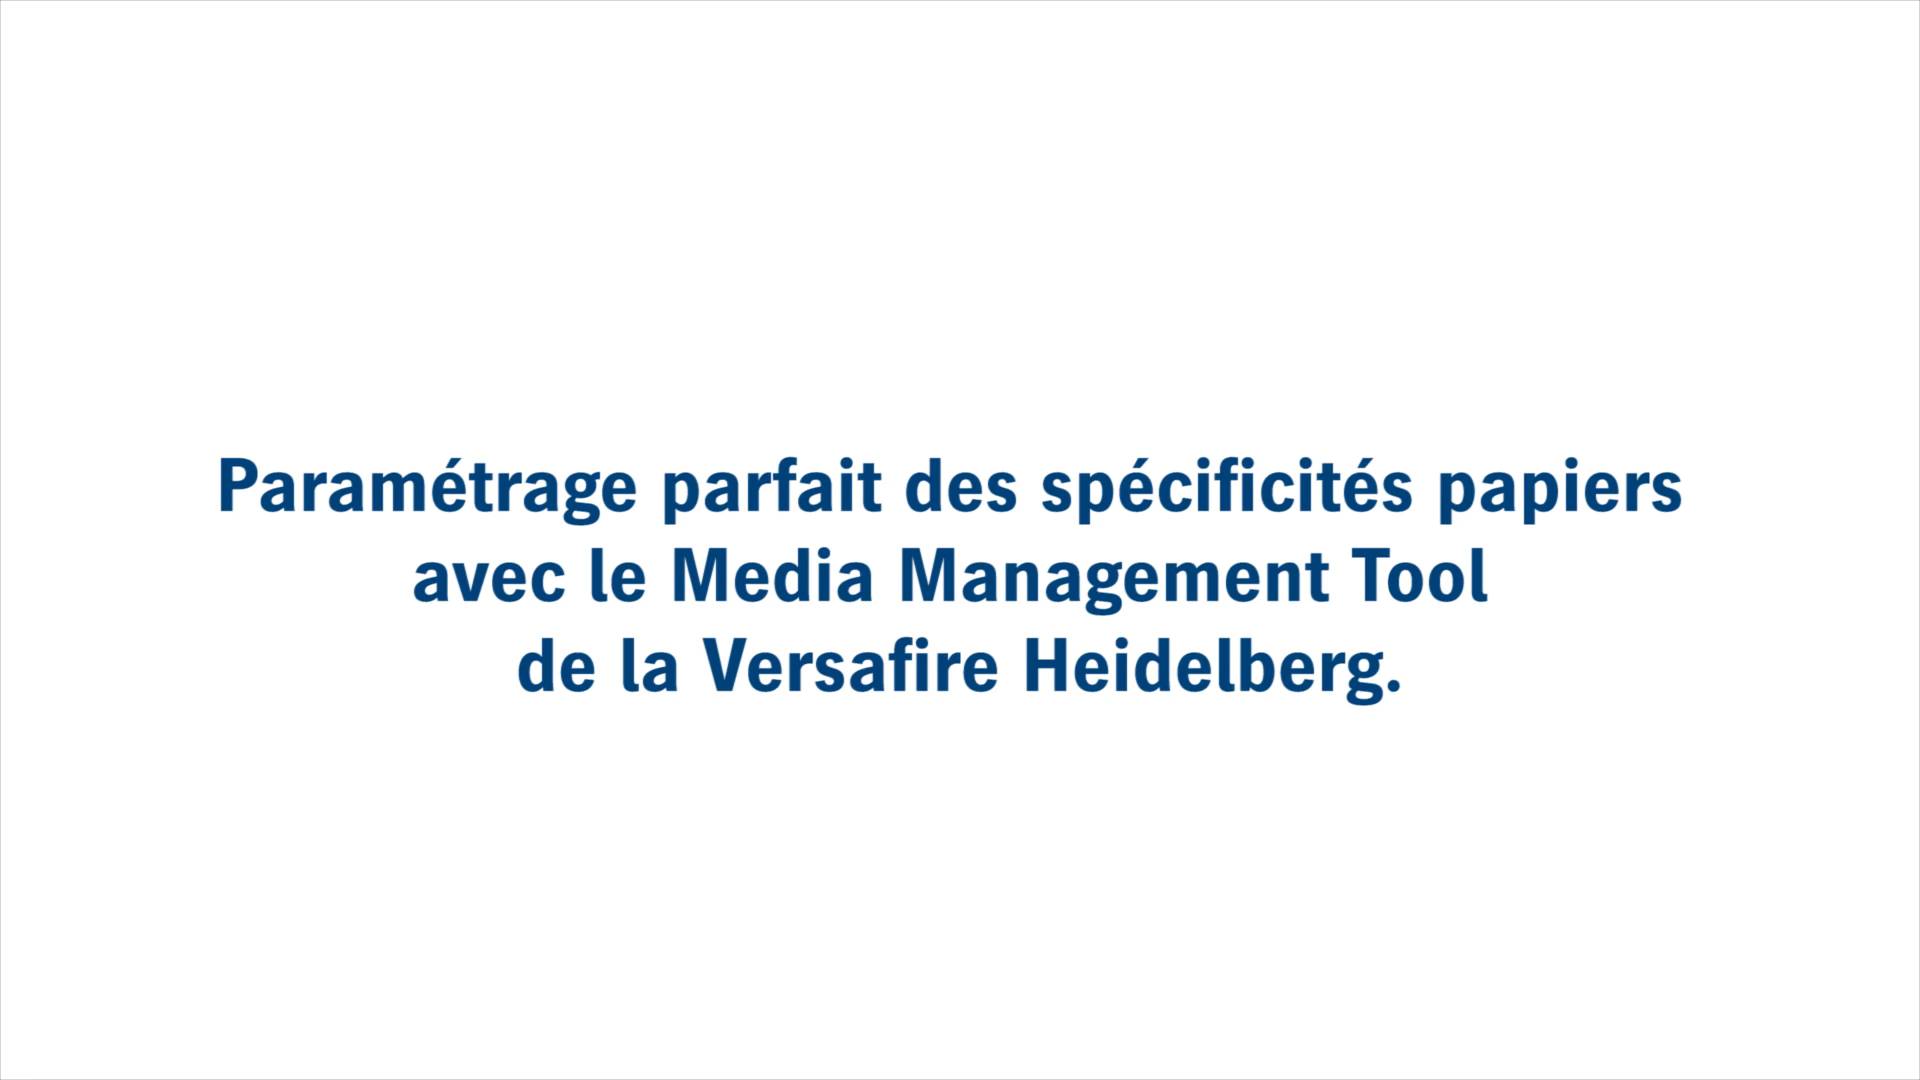 Paramétrage parfait des spécificités papiers
avec le Media Management Tool
de la Versafire Heidelberg.